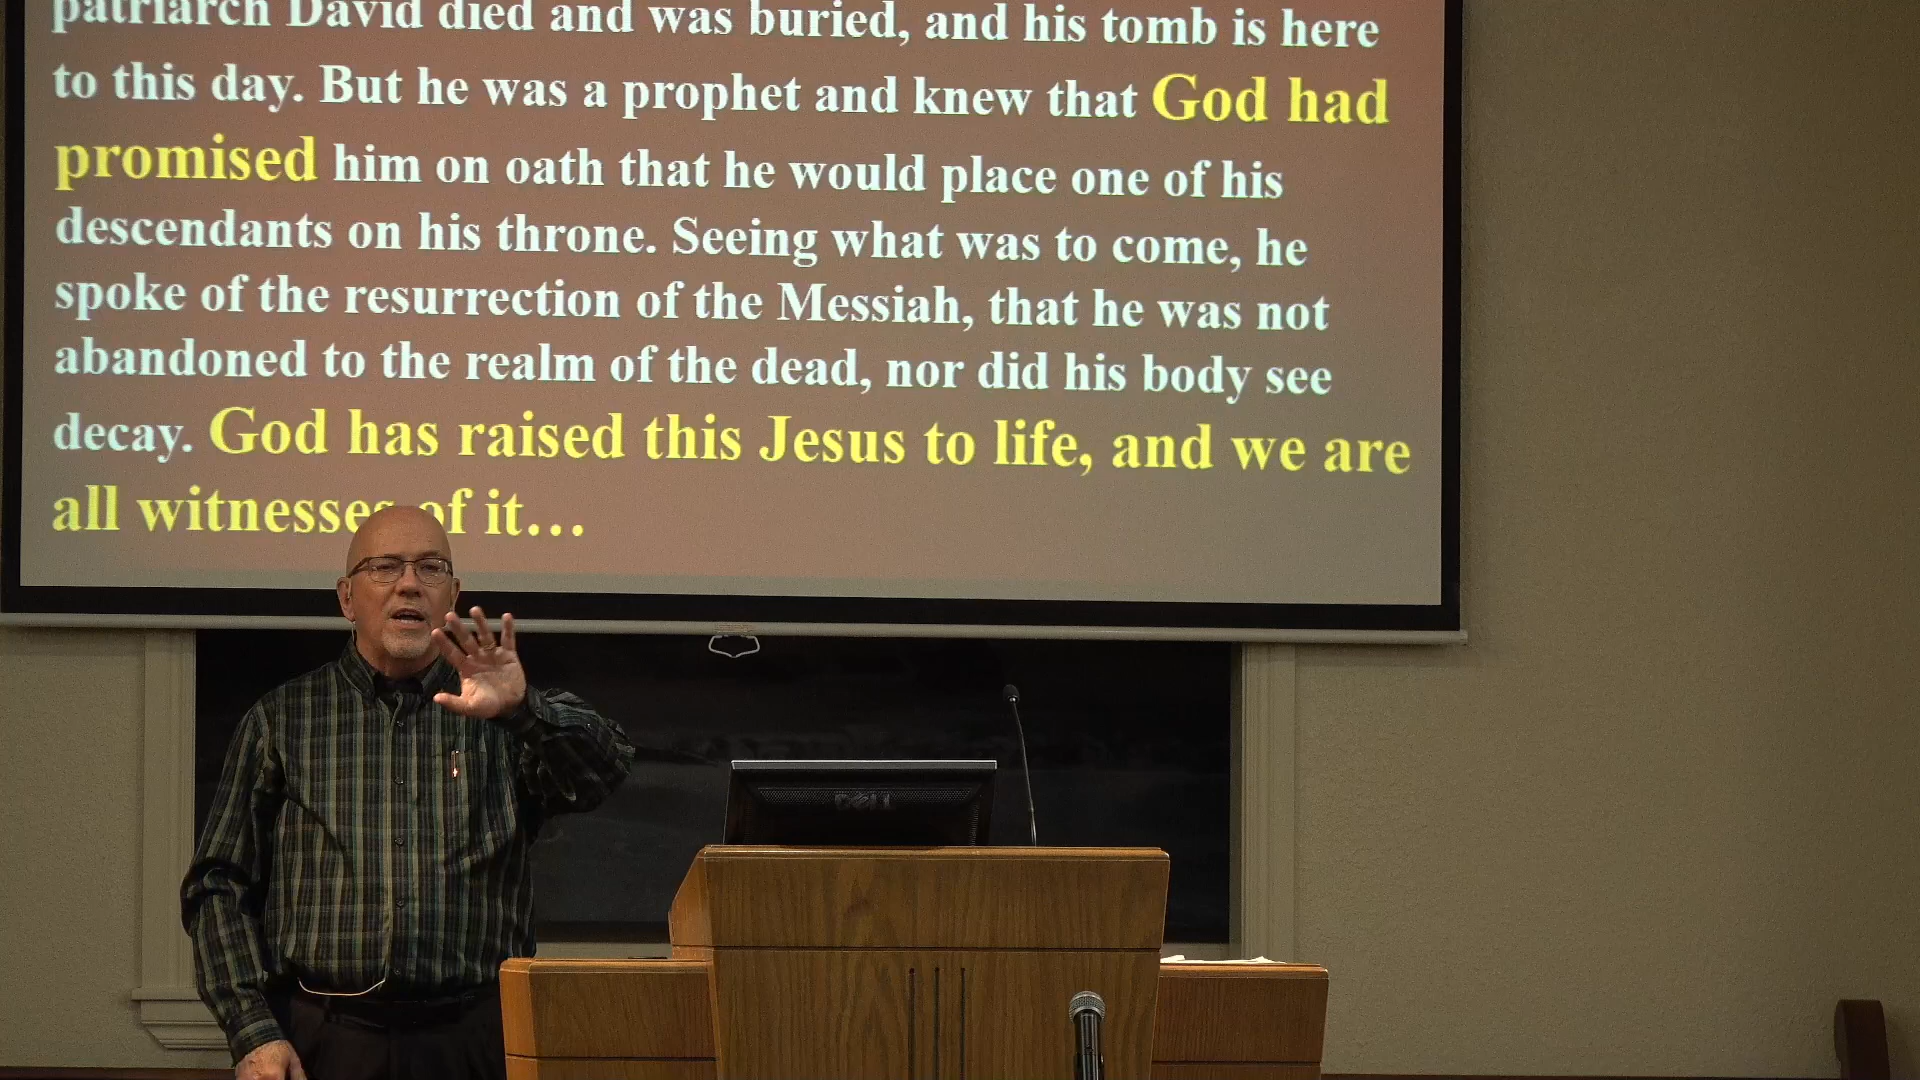 patriarch David died and was buried, and his tomb is here
to this day. But he was a prophet and knew that God had
promised him on oath that he would place one of his
descendants on his throne. Seeing what was to come, he
spoke of the resurrection of the Messiah, that he was not
abandoned to the realm of the dead, nor did his body see
decay. God has raised this Jesus to life, and we are
all witnesses of it…